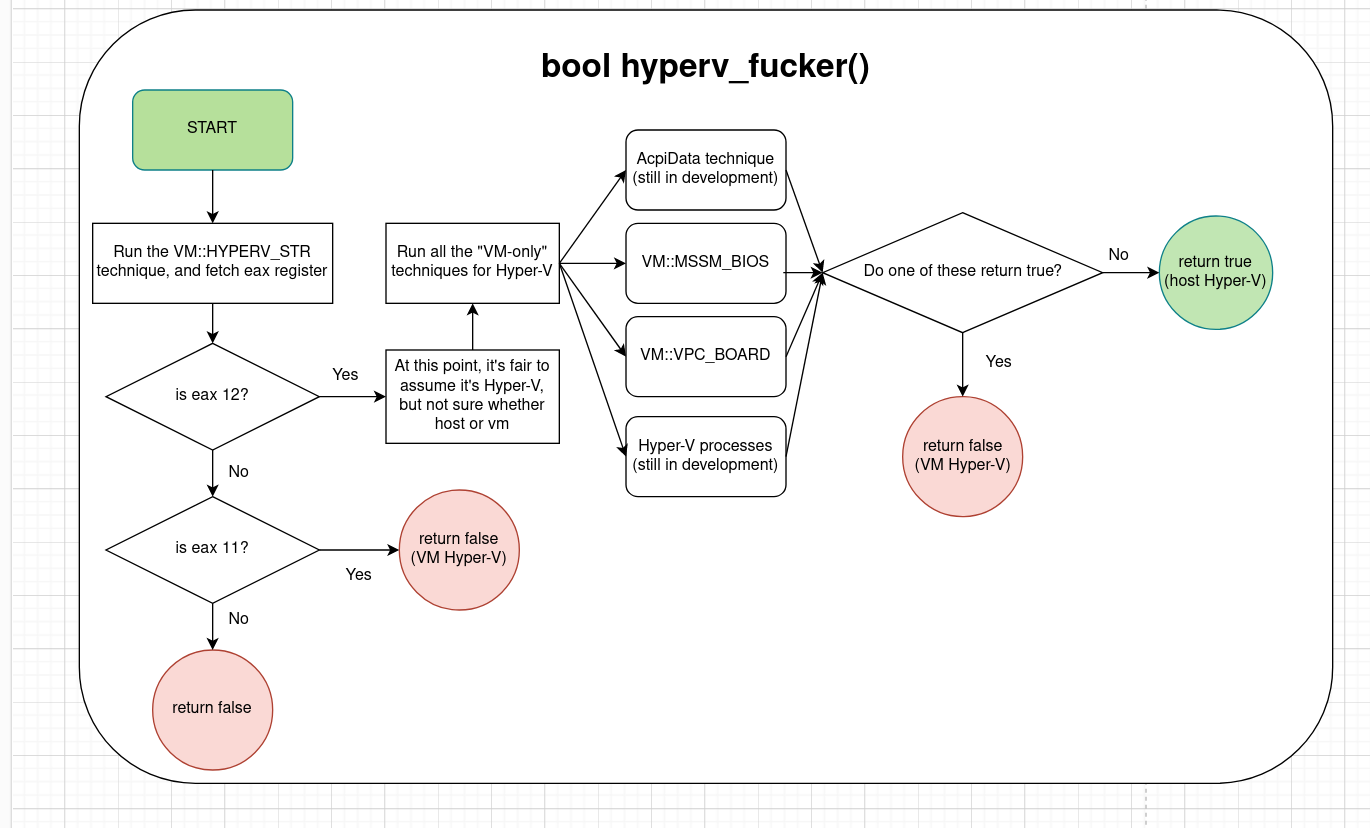 bool hyperv_fucker()
START
Run the VM::HYPERV_STR
technique, and fetch eax register
is eax 12?
Yes
No
At this point, it's fair to
assume it's Hyper-V,
but not sure whether
host or vm
Run all the "VM-only"
techniques for Hyper-V
AcpiData technique
(still in development)
VM::MSSM_BIOS
VM::VPC_BOARD
Hyper-V processes
(still in development)
Do one of these return true?
No
return true
(host Hyper-V)
Yes
return false
(VM Hyper-V)
is eax 11?
Yes
return false
(VM Hyper-V)
No
return false